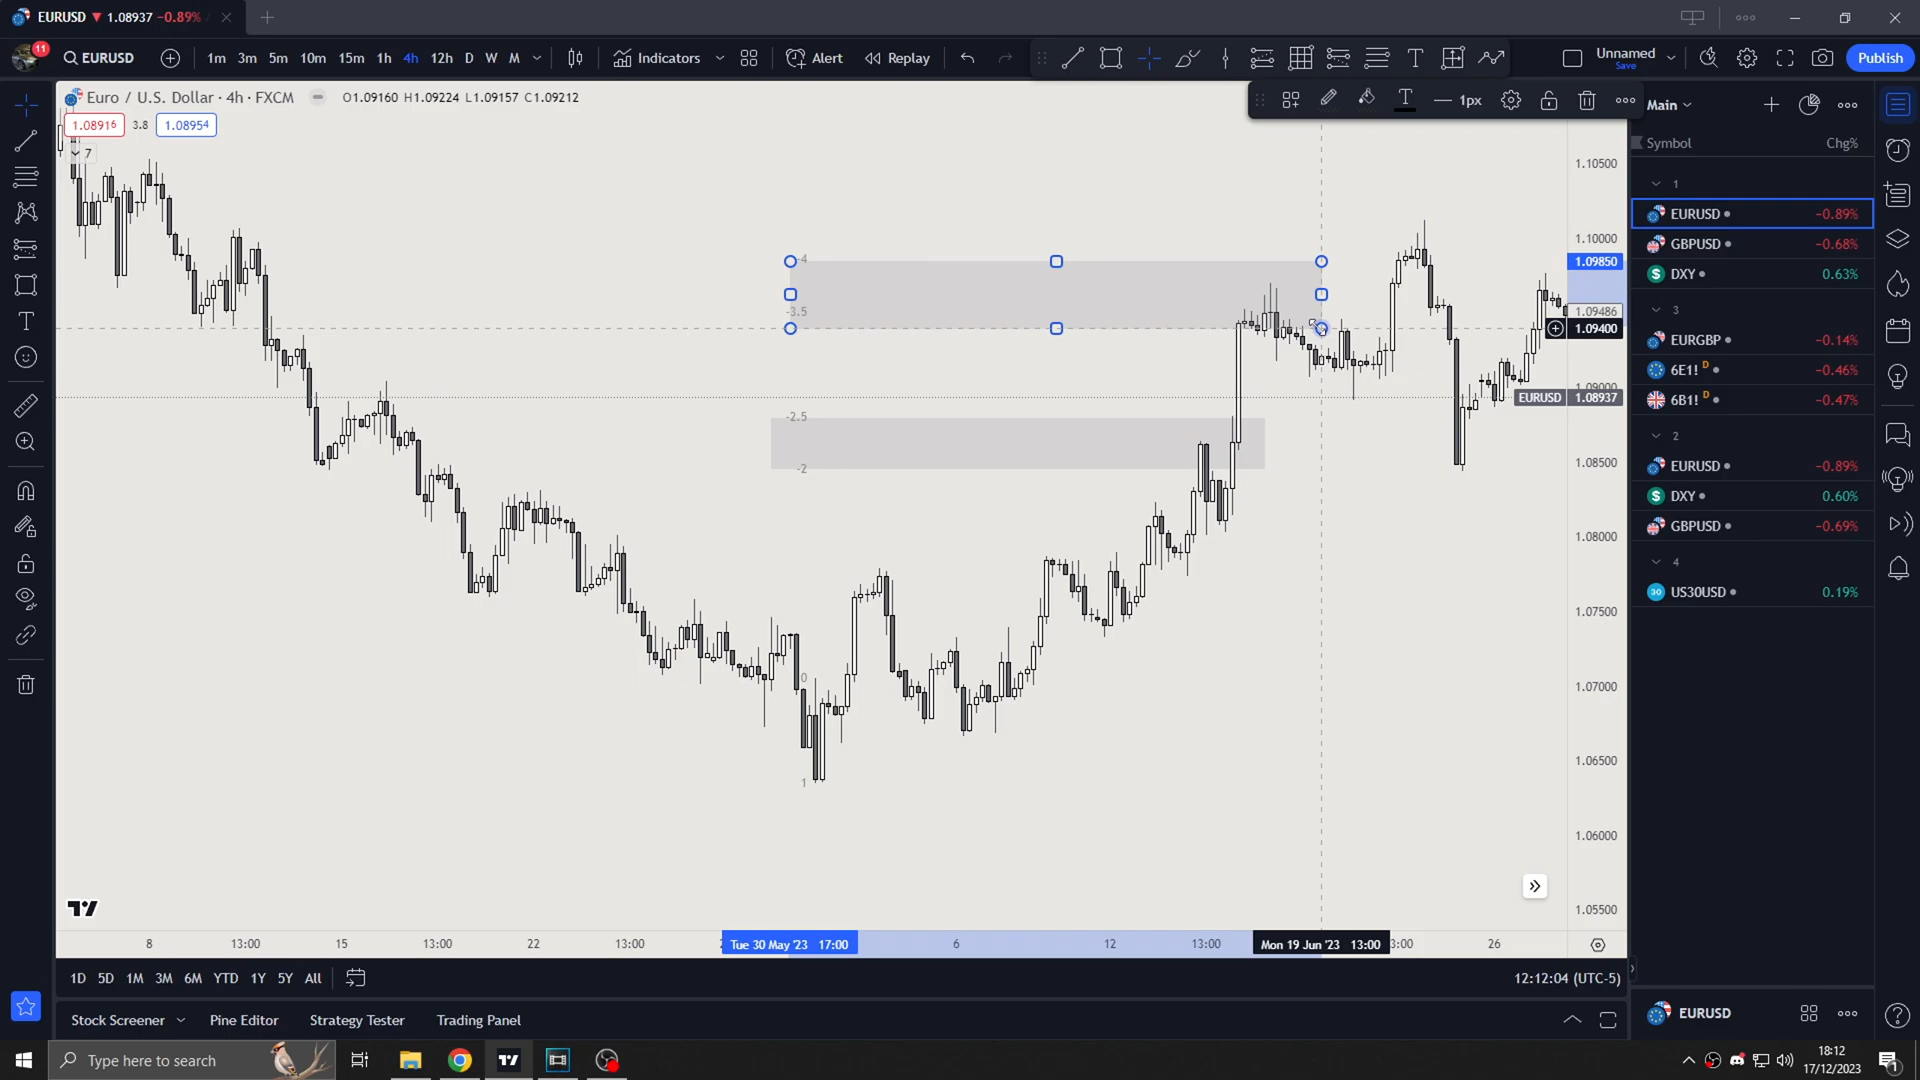 EURUSD ▼ 1.08937 −0.89% /
11
EURUSD 1m 3m 5m 10m 15m 1h 4h 12h D W M Indicators Alert Replay T Unnamed Publish
Save
Euro / U.S. Dollar · 4h · FXCM O1.09160 H1.09224 L1.09157 C1.09212
T 1px
Main
1.08916 3.8 1.08954
7
Symbol Chg%
1.10500
1
EURUSD −0.89%
1.10000
GBPUSD −0.68%
-4
1.09850
DXY 0.63%
-3.5
1.09486
3
1.09400
EURGBP −0.14%
6E1! D −0.46%
1.09000
EURUSD 1.08937
6B1! D −0.47%
-2.5
2
1.08500
-2
EURUSD −0.89%
DXY 0.60%
GBPUSD −0.69%
1.08000
4
30 US30USD 0.19%
1.07500
0
1.07000
1.06500
1
1.06000
1.05500
8 13:00 15 13:00 22 13:00 Tue 30 May '23 17:00 6 12 13:00 Mon 19 Jun '23 13:00 3:00 26
1D 5D 1M 3M 6M YTD 1Y 5Y All 12:12:04 (UTC-5)
Stock Screener Pine Editor Strategy Tester Trading Panel
EURUSD
Type here to search
18:12
17/12/2023
1